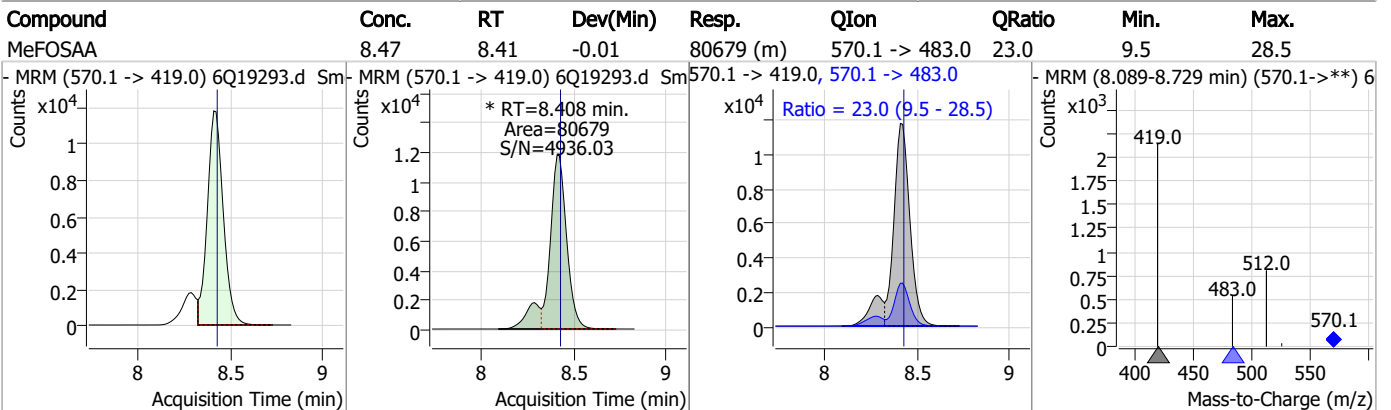 Compound Conc. RT Dev(Min) Resp. QIon QRatio Min. Max.
MeFOSAA 8.47 8.41 -0.01 80679 (m) 570.1 -> 483.0 23.0 9.5 28.5
- MRM (570.1 -> 419.0) 6Q19293.d Sm
Counts
x10⁴
1
0.8
0.6
0.4
0.2
0
8 8.5 9
Acquisition Time (min)
- MRM (570.1 -> 419.0) 6Q19293.d Sm
Counts
x10⁴
* RT=8.408 min.
Area=80679
S/N=4936.03
1.2
1
0.8
0.6
0.4
0.2
0
8 8.5 9
Acquisition Time (min)
570.1 -> 419.0, 570.1 -> 483.0
Counts
x10⁴
Ratio = 23.0 (9.5 - 28.5)
1
0.8
0.6
0.4
0.2
0
8 8.5 9
Acquisition Time (min)
- MRM (8.089-8.729 min) (570.1->**) 6
Counts
x10³
419.0
2
1.75
1.5
1.25
1
512.0
0.75
483.0
0.5
570.1
0.25
0
400 450 500 550
Mass-to-Charge (m/z)